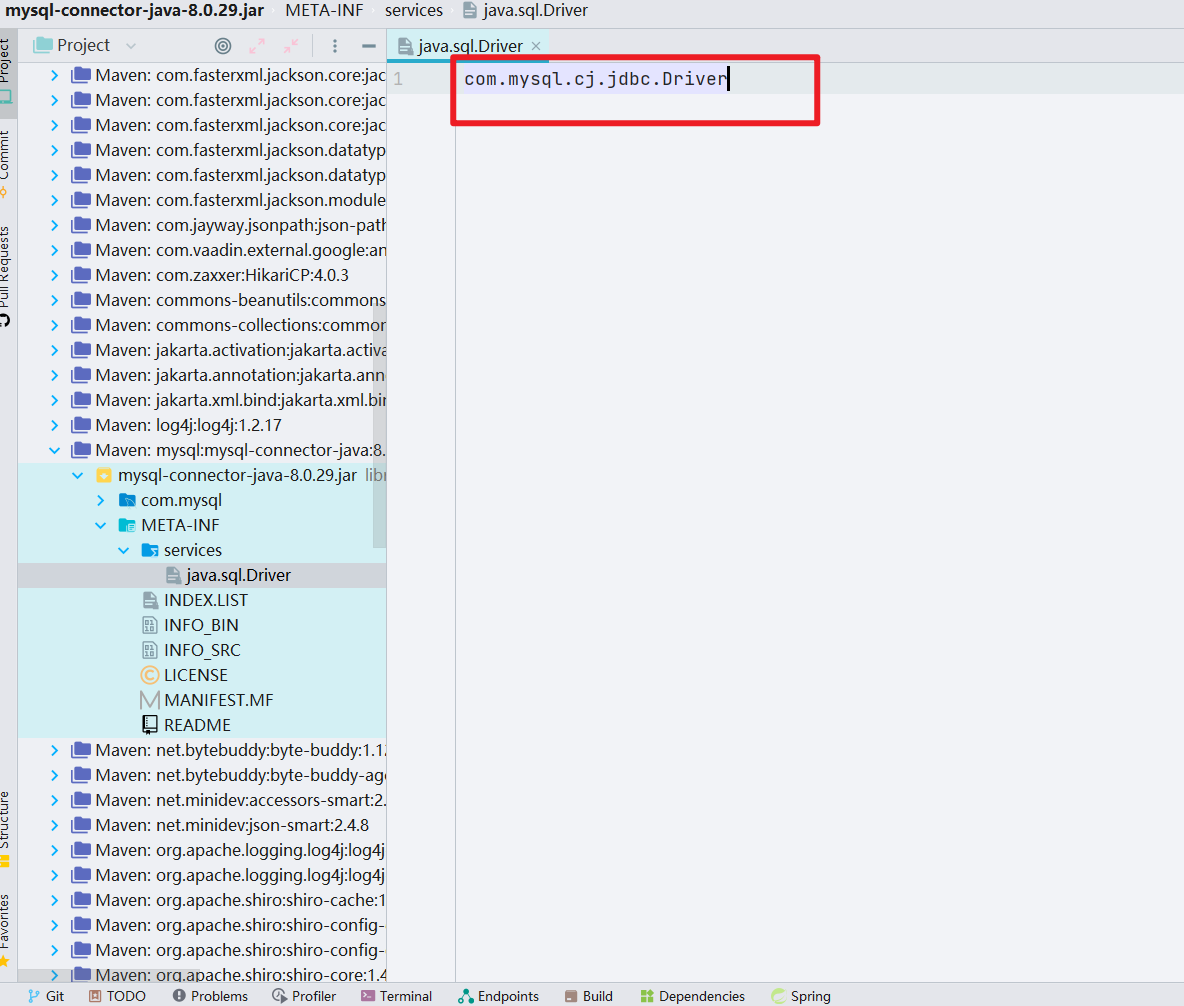 mysql-connector-java-8.0.29.jar META-INF services java.sql.Driver
Project
java.sql.Driver
Project
Commit
Pull Requests
Structure
Favorites
Maven: com.fasterxml.jackson.core:jac
Maven: com.fasterxml.jackson.core:jac
Maven: com.fasterxml.jackson.core:jac
Maven: com.fasterxml.jackson.datatyp
Maven: com.fasterxml.jackson.datatyp
Maven: com.fasterxml.jackson.module
Maven: com.jayway.jsonpath:json-path
Maven: com.vaadin.external.google:an
Maven: com.zaxxer:HikariCP:4.0.3
Maven: commons-beanutils:commons
Maven: commons-collections:common
Maven: jakarta.activation:jakarta.activa
Maven: jakarta.annotation:jakarta.ann
Maven: jakarta.xml.bind:jakarta.xml.bin
Maven: log4j:log4j:1.2.17
Maven: mysql:mysql-connector-java:8.
mysql-connector-java-8.0.29.jar libr
com.mysql
META-INF
services
java.sql.Driver
INDEX.LIST
INFO_BIN
INFO_SRC
LICENSE
MANIFEST.MF
README
Maven: net.bytebuddy:byte-buddy:1.12
Maven: net.bytebuddy:byte-buddy-age
Maven: net.minidev:accessors-smart:2.
Maven: net.minidev:json-smart:2.4.8
Maven: org.apache.logging.log4j:log4j
Maven: org.apache.logging.log4j:log4j
Maven: org.apache.shiro:shiro-cache:1
Maven: org.apache.shiro:shiro-config-
Maven: org.apache.shiro:shiro-config-
Maven: org.apache.shiro:shiro-core:1.4
1 com.mysql.cj.jdbc.Driver
Git TODO Problems Profiler Terminal Endpoints Build Dependencies Spring